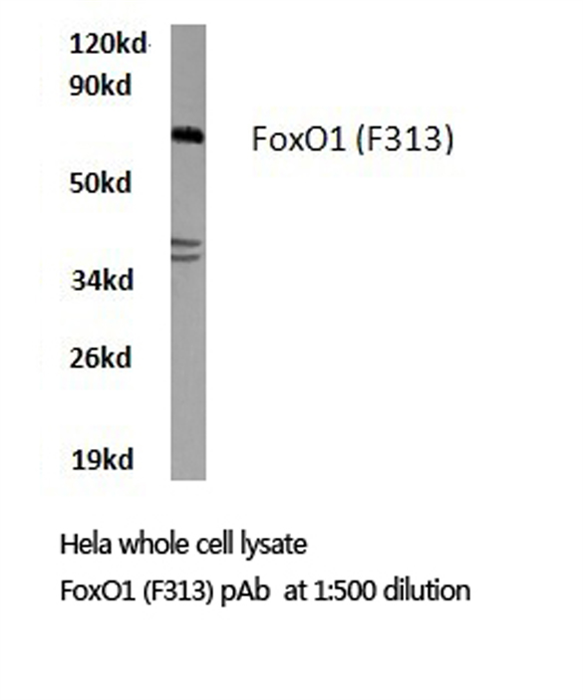 120kd
90kd
FoxO1 (F313)
50kd
34kd
26kd
19kd
Hela whole cell lysate
FoxO1 (F313) pAb at 1:500 dilution